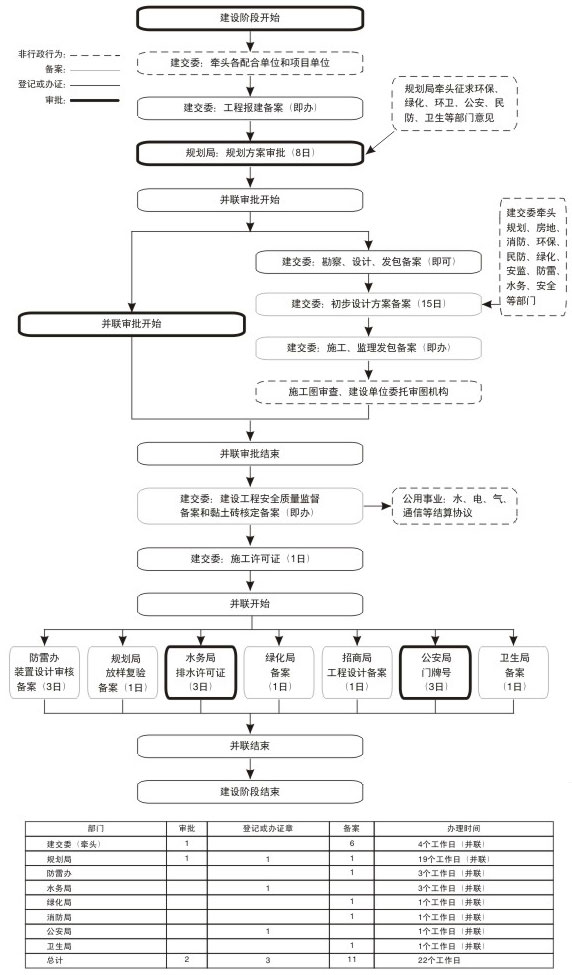 建设阶段开始
非行政行为：
备案：
登记或办证：
审批：
建交委：牵头各配合单位和项目单位
建交委：工程报建备案（即办）
规划局牵头征求环保、
绿化、环卫、公安、民
防、卫生等部门意见
规划局：规划方案审批（8日）
并联审批开始
建交委牵头
规划、房地、
消防、环保、
民防、绿化、
安监、防雷、
水务、安全
等部门
建交委：勘察、设计、发包备案（即可）
建交委：初步设计方案备案（15日）
并联审批开始
建交委：施工、监理发包备案（即办）
施工图审查、建设单位委托审图机构
并联审批结束
建交委：建设工程安全质量监督
备案和黏土砖核定备案（即办）
公用事业：水、电、气、
通信等结算协议
建交委：施工许可证（1日）
并联开始
防雷办
装置设计审核
备案（3日）
规划局
放样复验
备案（1日）
水务局
排水许可证
（3日）
绿化局
备案
（1日）
招商局
工程设计备案
（1日）
公安局
门牌号
（3日）
卫生局
备案
（1日）
并联结束
建设阶段结束
部门 审批 登记或办证章 备案 办理时间
建交委（牵头） 1 6 4个工作日（并联）
规划局 1 1 1 19个工作日（并联）
防雷办 1 3个工作日（并联）
水务局 1 3个工作日（并联）
绿化局 1 1个工作日（并联）
消防局 1 1个工作日（并联）
公安局 1 1个工作日（并联）
卫生局 1 1个工作日（并联）
总计 2 3 11 22个工作日